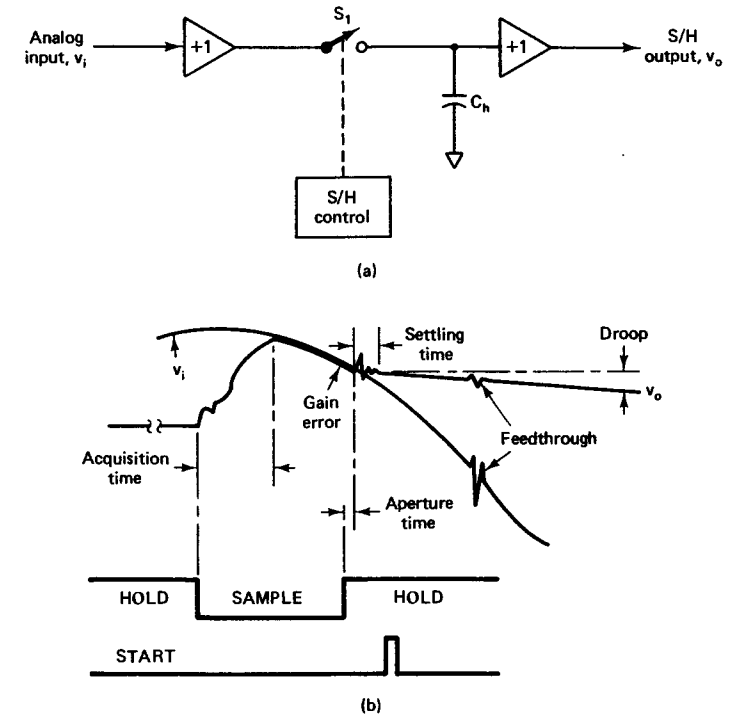 S₁
Analog
input, vᵢ
+1
+1
S/H
output, vₒ
Cₕ
S/H
control
(a)
Settling
time
Droop
vᵢ
Gain
error
vₒ
Feedthrough
Acquisition
time
Aperture
time
HOLD
SAMPLE
HOLD
START
(b)